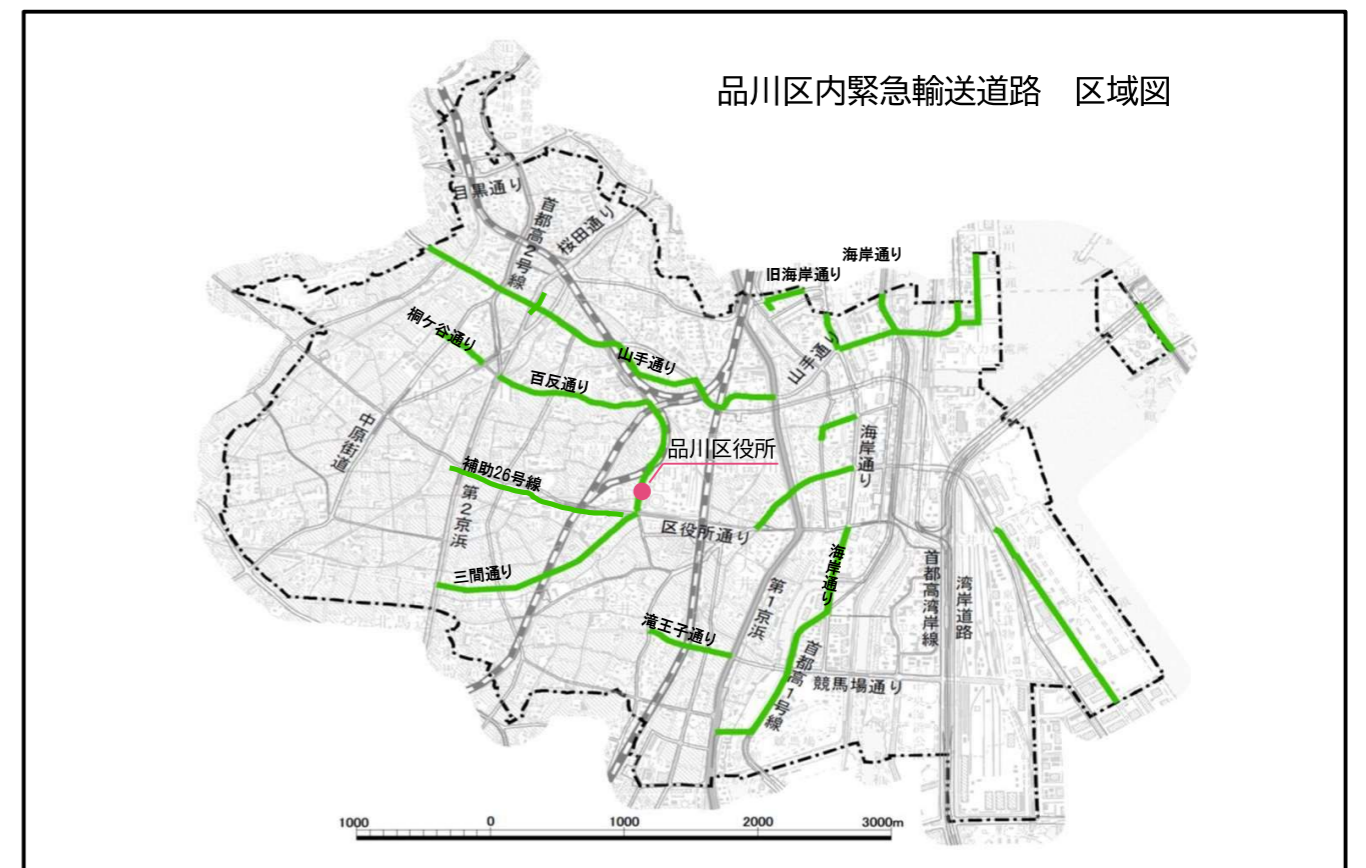 品川区内緊急輸送道路　区域図
目黒通り
首都高2号線
桜田通り
海岸通り
旧海岸通り
桐ケ谷通り
山手通り
山手通り
百反通り
中原街道
品川区役所
海岸通り
補助26号線
第2京浜
区役所通り
海岸通り
首都高湾岸線
湾岸道路
三間通り
第1京浜
滝王子通り
首都高1号線
競馬場通り
1000 0 1000 2000 3000m